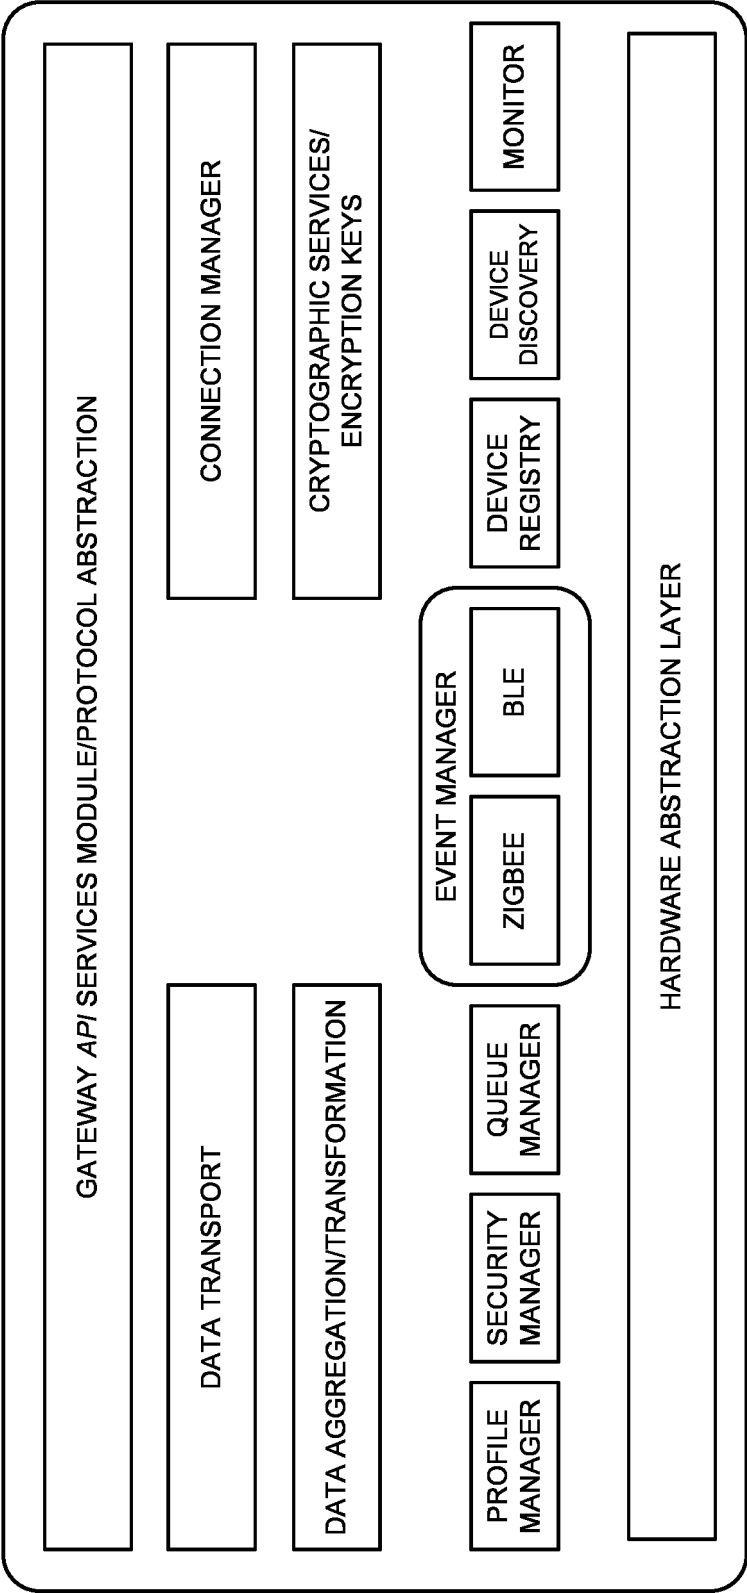 GATEWAY API SERVICES MODULE/PROTOCOL ABSTRACTION
DATA TRANSPORT
CONNECTION MANAGER
DATA AGGREGATION/TRANSFORMATION
CRYPTOGRAPHIC SERVICES/
ENCRYPTION KEYS
PROFILE
MANAGER
SECURITY
MANAGER
QUEUE
MANAGER
EVENT MANAGER
ZIGBEE
BLE
DEVICE
REGISTRY
DEVICE
DISCOVERY
MONITOR
HARDWARE ABSTRACTION LAYER